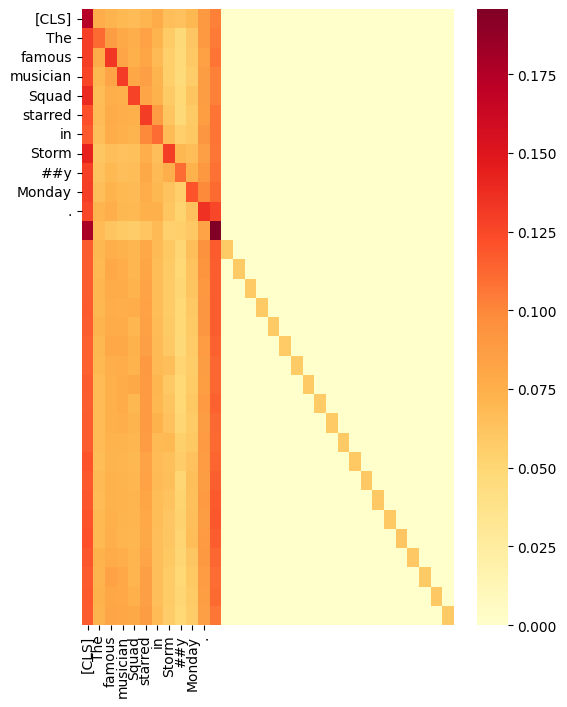 [CLS]
The
famous
musician
Squad
starred
in
Storm
##y
Monday
.
0.175
0.150
0.125
0.100
0.075
0.050
0.025
0.000
[CLS]
The
famous
musician
Squad
starred
in
Storm
##y
Monday
.